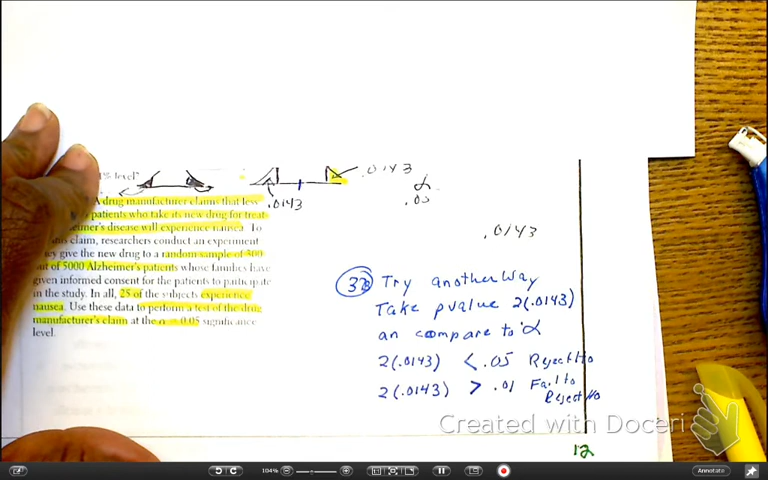 1% level?
.0143
.0143
α
.05
.0143
A drug manufacturer claims that less
patients who take its new drug for treat-
disease will experience nausea. To
claim, researchers conduct an experiment
give the new drug to a random sample of 300
out of 5000 Alzheimer's patients whose families have
given informed consent for the patients to participate
in the study. In all, 25 of the subjects experience
nausea. Use these data to perform a test of the drug
manufacturer's claim at the α = 0.05 significance
level.
Try another way
Take pvalue 2(.0143)
an compare to α
2(.0143) < .05 Reject Ho
2(.0143) > .01 Fail to
Reject Ho
Created with Doceri
12
104%
Annotate